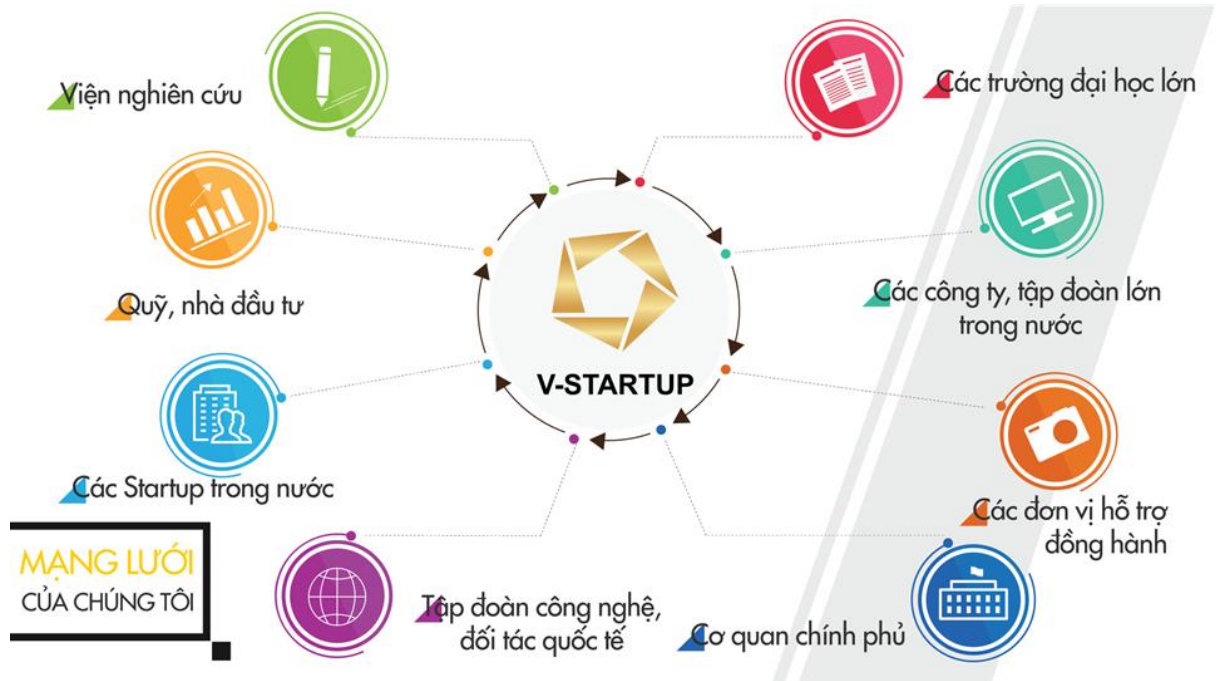 Viện nghiên cứu
Các trường đại học lớn
Quỹ, nhà đầu tư
Các công ty, tập đoàn lớn
trong nước
V-STARTUP
Các Startup trong nước
Các đơn vị hỗ trợ
đồng hành
MẠNG LƯỚI
CỦA CHÚNG TÔI
Tập đoàn công nghệ,
đối tác quốc tế
Cơ quan chính phủ